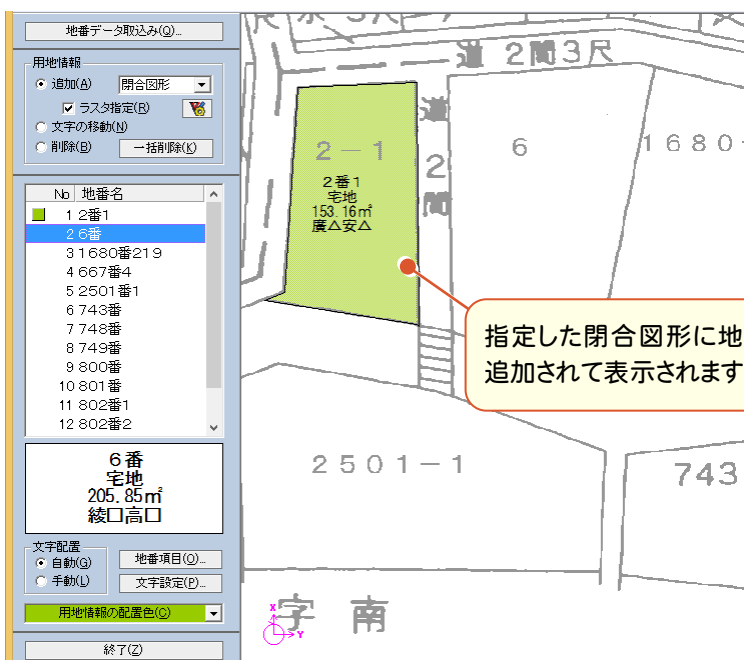 地番データ取込み(Q)...
用地情報
追加(A)
閉合図形
ラスタ指定(R)
文字の移動(N)
削除(B)
一括削除(K)
No 地番名
1 2番1
2 6番
3 1680番219
4 667番4
5 2501番1
6 743番
7 748番
8 749番
9 800番
10 801番
11 802番1
12 802番2
6番
宅地
205.85㎡
綾口高口
文字配置
自動(G)
手動(L)
地番項目(O)...
文字設定(P)...
用地情報の配置色(C)
終了(Z)
道 2間3尺
道 2間
2-1
2番1
宅地
153.16㎡
廣△安△
6
1680-
指定した閉合図形に地
追加されて表示されます
2501-1
743
字 南
X
Y